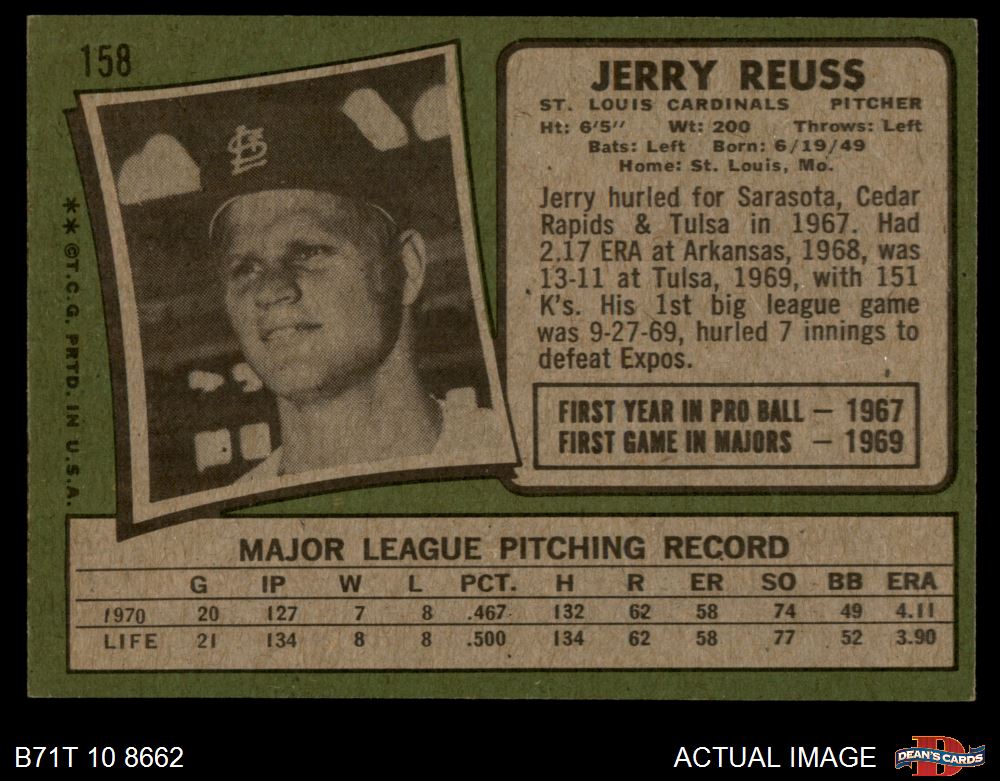 158
JERRY REUSS
ST. LOUIS CARDINALS PITCHER
Ht: 6'5" Wt: 200 Throws: Left
Bats: Left Born: 6/19/49
Home: St. Louis, Mo.
Jerry hurled for Sarasota, Cedar
Rapids & Tulsa in 1967. Had
2.17 ERA at Arkansas, 1968, was
13-11 at Tulsa, 1969, with 151
K's. His 1st big league game
was 9-27-69, hurled 7 innings to
defeat Expos.
FIRST YEAR IN PRO BALL — 1967
FIRST GAME IN MAJORS — 1969
** ©T.C.G. PRTD. IN U.S.A.
MAJOR LEAGUE PITCHING RECORD
G IP W L PCT. H R ER SO BB ERA
1970 20 127 7 8 .467 132 62 58 74 49 4.11
LIFE 21 134 8 8 .500 134 62 58 77 52 3.90
B71T 10 8662
ACTUAL IMAGE
D
DEAN'S CARDS